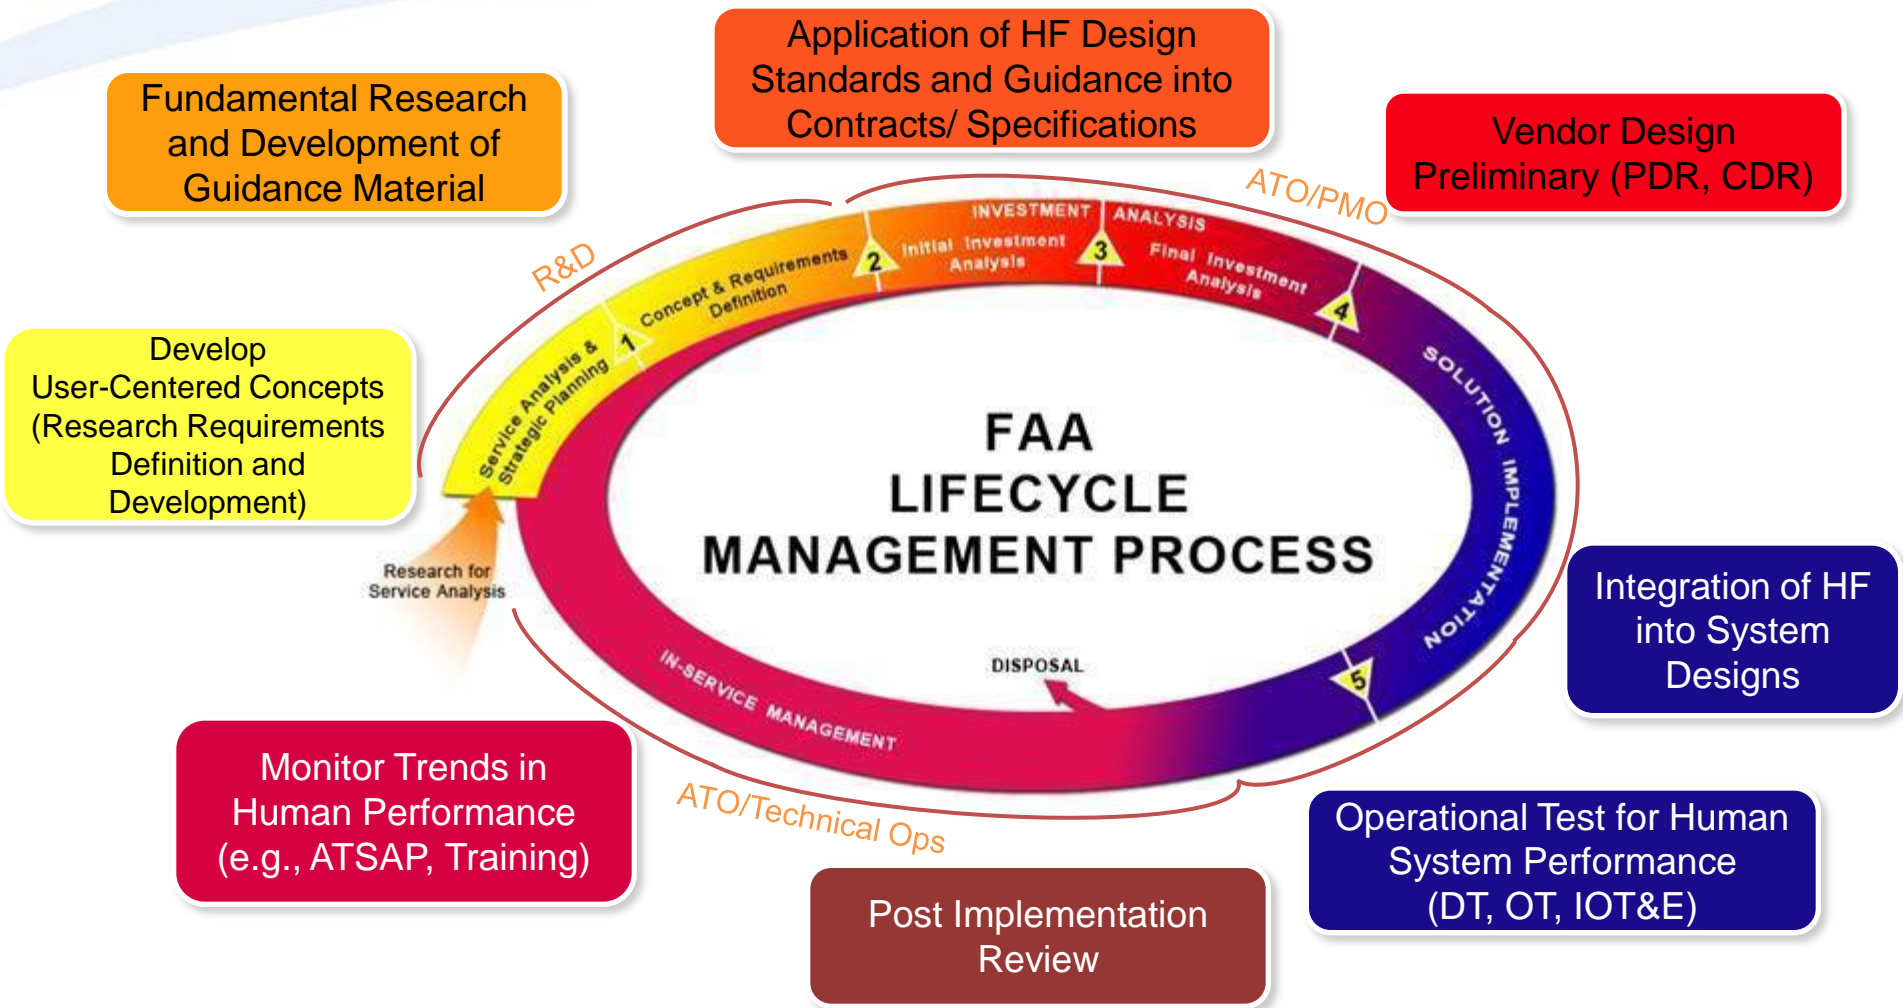 Application of HF Design
Standards and Guidance into
Contracts/ Specifications
Fundamental Research
and Development of
Guidance Material
Vendor Design
Preliminary (PDR, CDR)
ATO/PMO
R&D
INVESTMENT ANALYSIS
Initial Investment
Analysis
Final Investment
Analysis
Concept & Requirements
Definition
Service Analysis &
Strategic Planning
1
2
3
4
5
SOLUTION IMPLEMENTATION
Develop
User-Centered Concepts
(Research Requirements
Definition and
Development)
FAA
LIFECYCLE
MANAGEMENT PROCESS
Research for
Service Analysis
Integration of HF
into System
Designs
DISPOSAL
IN-SERVICE MANAGEMENT
Monitor Trends in
Human Performance
(e.g., ATSAP, Training)
ATO/Technical Ops
Operational Test for Human
System Performance
(DT, OT, IOT&E)
Post Implementation
Review